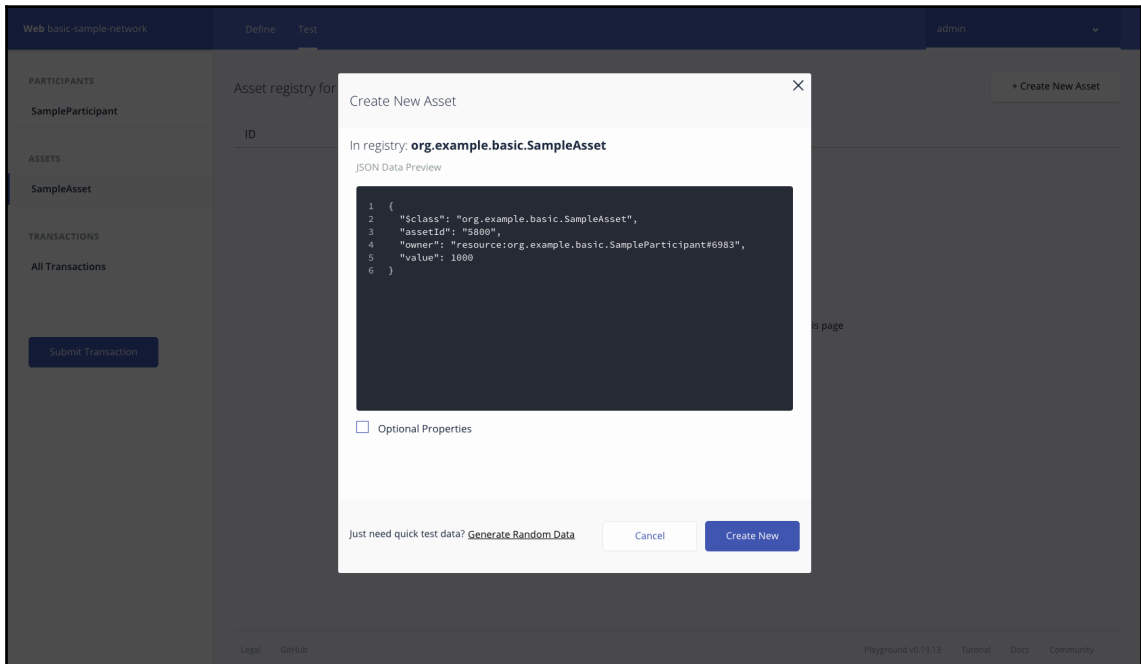 Web basic-sample-network
Define
Test
admin
PARTICIPANTS
SampleParticipant
ASSETS
SampleAsset
TRANSACTIONS
All Transactions
Submit Transaction
Asset registry for
+ Create New Asset
ID
is page
Create New Asset
In registry: org.example.basic.SampleAsset
JSON Data Preview
1 {
2 "$class": "org.example.basic.SampleAsset",
3 "assetId": "5800",
4 "owner": "resource:org.example.basic.SampleParticipant#6983",
5 "value": 1000
6 }
Optional Properties
Just need quick test data? Generate Random Data
Cancel
Create New
Legal
GitHub
Playground v0.19.13
Tutorial
Docs
Community